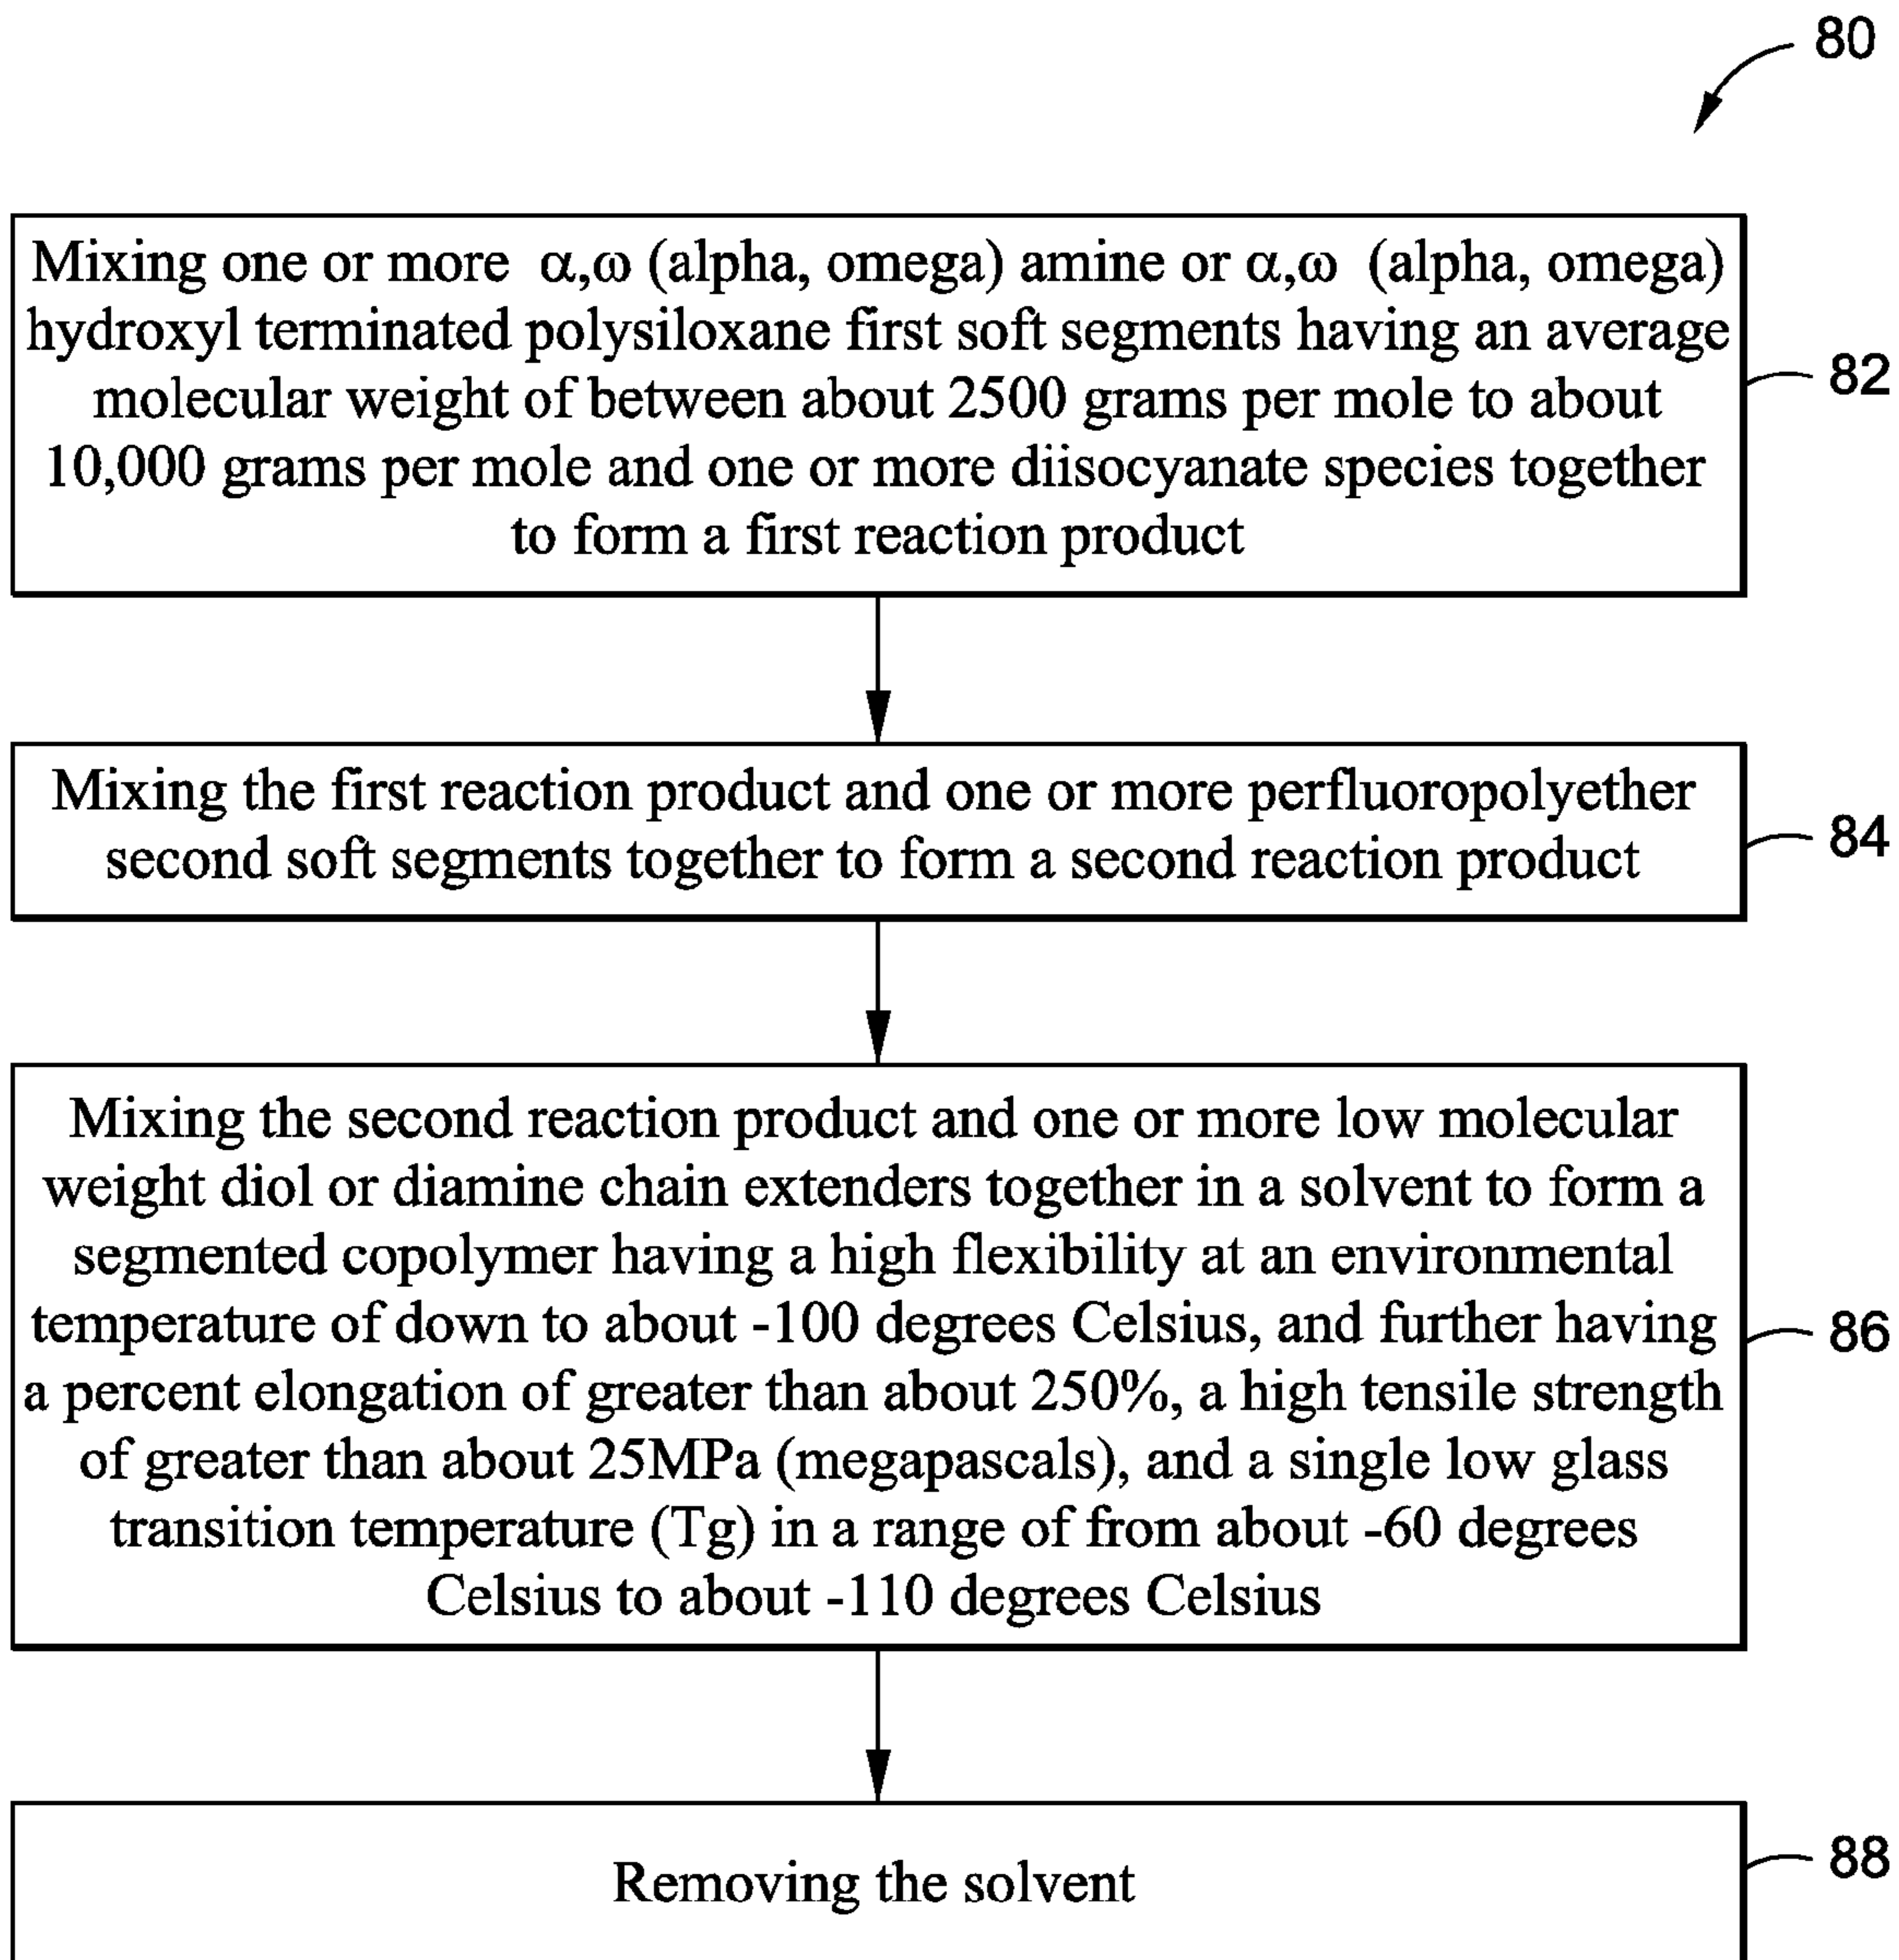 80
Mixing one or more α,ω (alpha, omega) amine or α,ω (alpha, omega)
hydroxyl terminated polysiloxane first soft segments having an average
molecular weight of between about 2500 grams per mole to about
10,000 grams per mole and one or more diisocyanate species together
to form a first reaction product
82
Mixing the first reaction product and one or more perfluoropolyether
second soft segments together to form a second reaction product
84
Mixing the second reaction product and one or more low molecular
weight diol or diamine chain extenders together in a solvent to form a
segmented copolymer having a high flexibility at an environmental
temperature of down to about -100 degrees Celsius, and further having
a percent elongation of greater than about 250%, a high tensile strength
of greater than about 25MPa (megapascals), and a single low glass
transition temperature (Tg) in a range of from about -60 degrees
Celsius to about -110 degrees Celsius
86
Removing the solvent
88